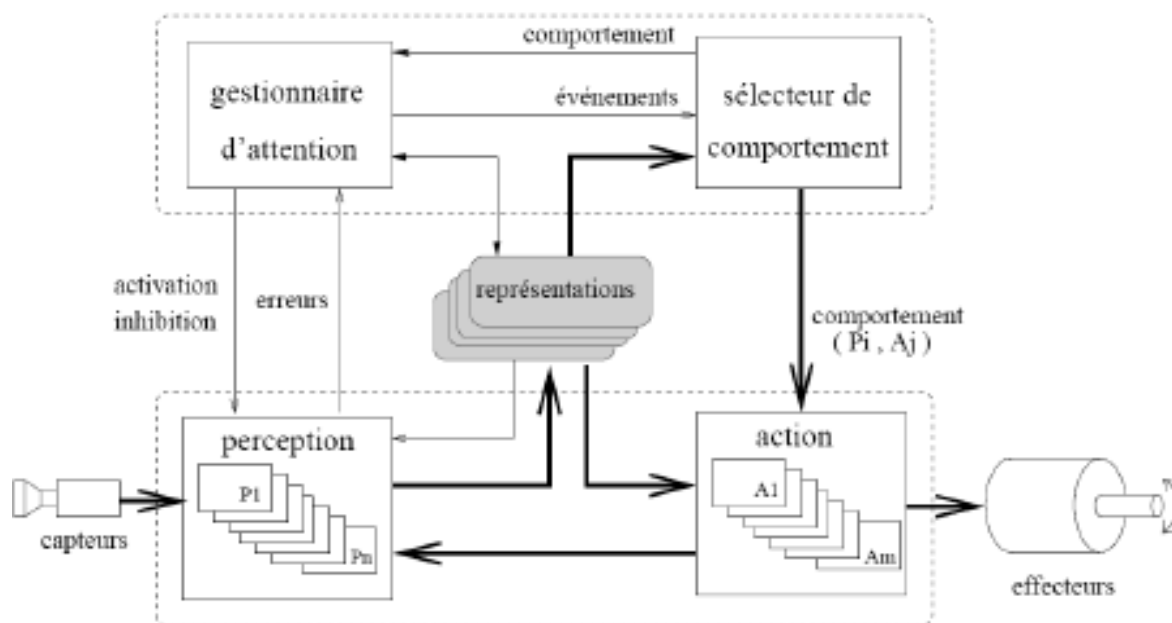 comportement
gestionnaire
d'attention
événements
sélecteur de
comportement
activation
inhibition
erreurs
représentations
comportement
( Pi , Aj )
perception
P1
Pn
action
A1
Am
capteurs
effecteurs